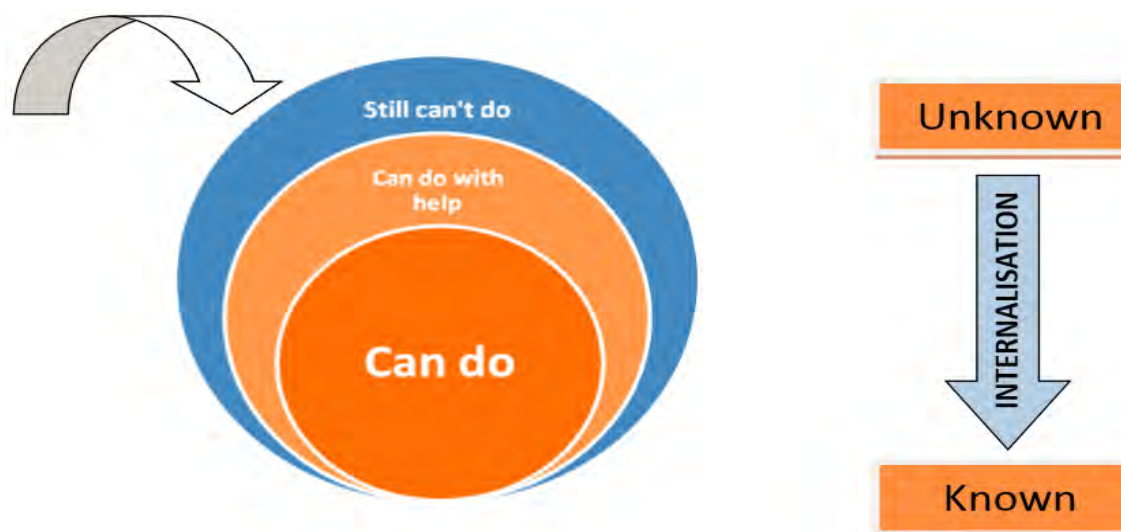 Still can't do
Can do with
help
Can do
Unknown
INTERNALISATION
Known